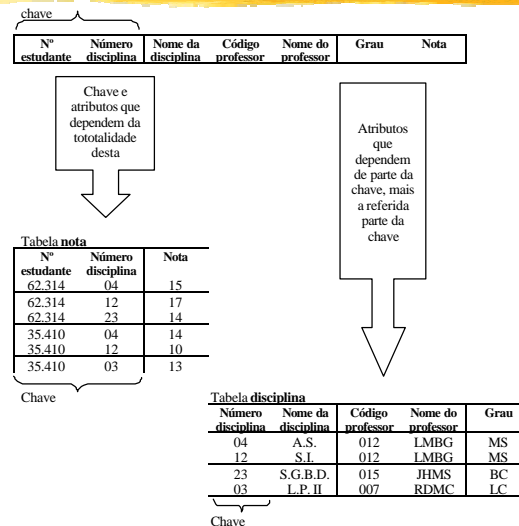 chave
Nº Número Nome da Código Nome do Grau Nota
estudante disciplina disciplina professor professor
Chave e
atributos que
dependem da
tototalidade
desta
Atributos
que
dependem
de parte da
chave, mais
a referida
parte da
chave
Tabela nota
Nº Número Nota
estudante disciplina
62.314 04 15
62.314 12 17
62.314 23 14
35.410 04 14
35.410 12 10
35.410 03 13
Chave
Tabela disciplina
Número Nome da Código Nome do Grau
disciplina disciplina professor professor
04 A.S. 012 LMBG MS
12 S.I. 012 LMBG MS
23 S.G.B.D. 015 JHMS BC
03 L.P. II 007 RDMC LC
Chave